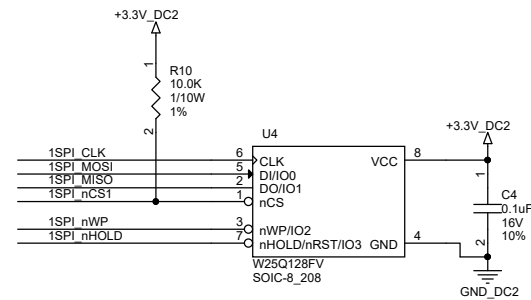 +3.3V_DC2
1
R10
10.0K
1/10W
1%
2
U4
+3.3V_DC2
1SPI_CLK 6 CLK VCC 8
1SPI_MOSI 5 DI/IO0
1SPI_MISO 2 DO/IO1
1SPI_nCS1 1 nCS
1
C4
0.1uF
16V
10%
2
1SPI_nWP 3 nWP/IO2
1SPI_nHOLD 7 nHOLD/nRST/IO3 GND 4
W25Q128FV
SOIC-8_208
GND_DC2